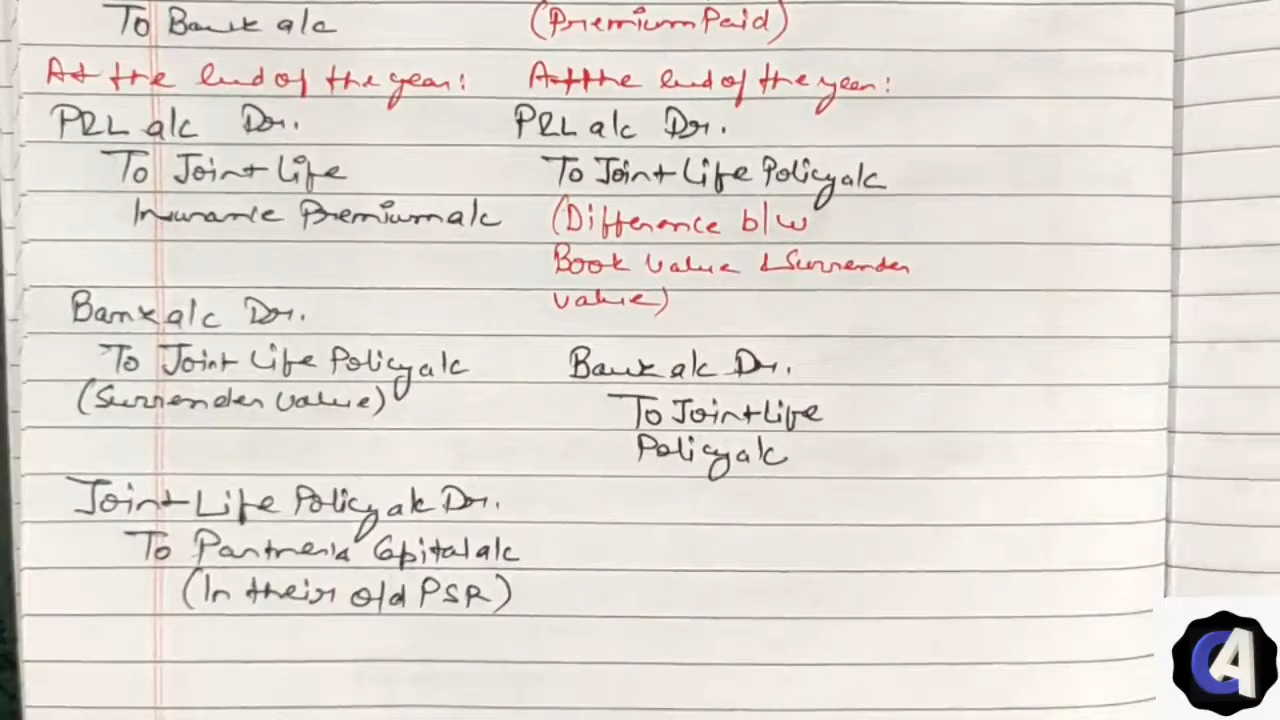 To Bank a/c
(Premium Paid)
At the end of the year:
At the end of the year:
P&L a/c Dr.
P&L a/c Dr.
To Joint Life
To Joint Life Policy a/c
Insurance Premium a/c
(Difference b/w
Book value & Surrender
value)
Bank a/c Dr.
To Joint Life Policy a/c
Bank a/c Dr.
(Surrender value)
To Joint Life
Policy a/c
Joint Life Policy a/c Dr.
To Partner's Capital a/c
(In their old PSR)
CA